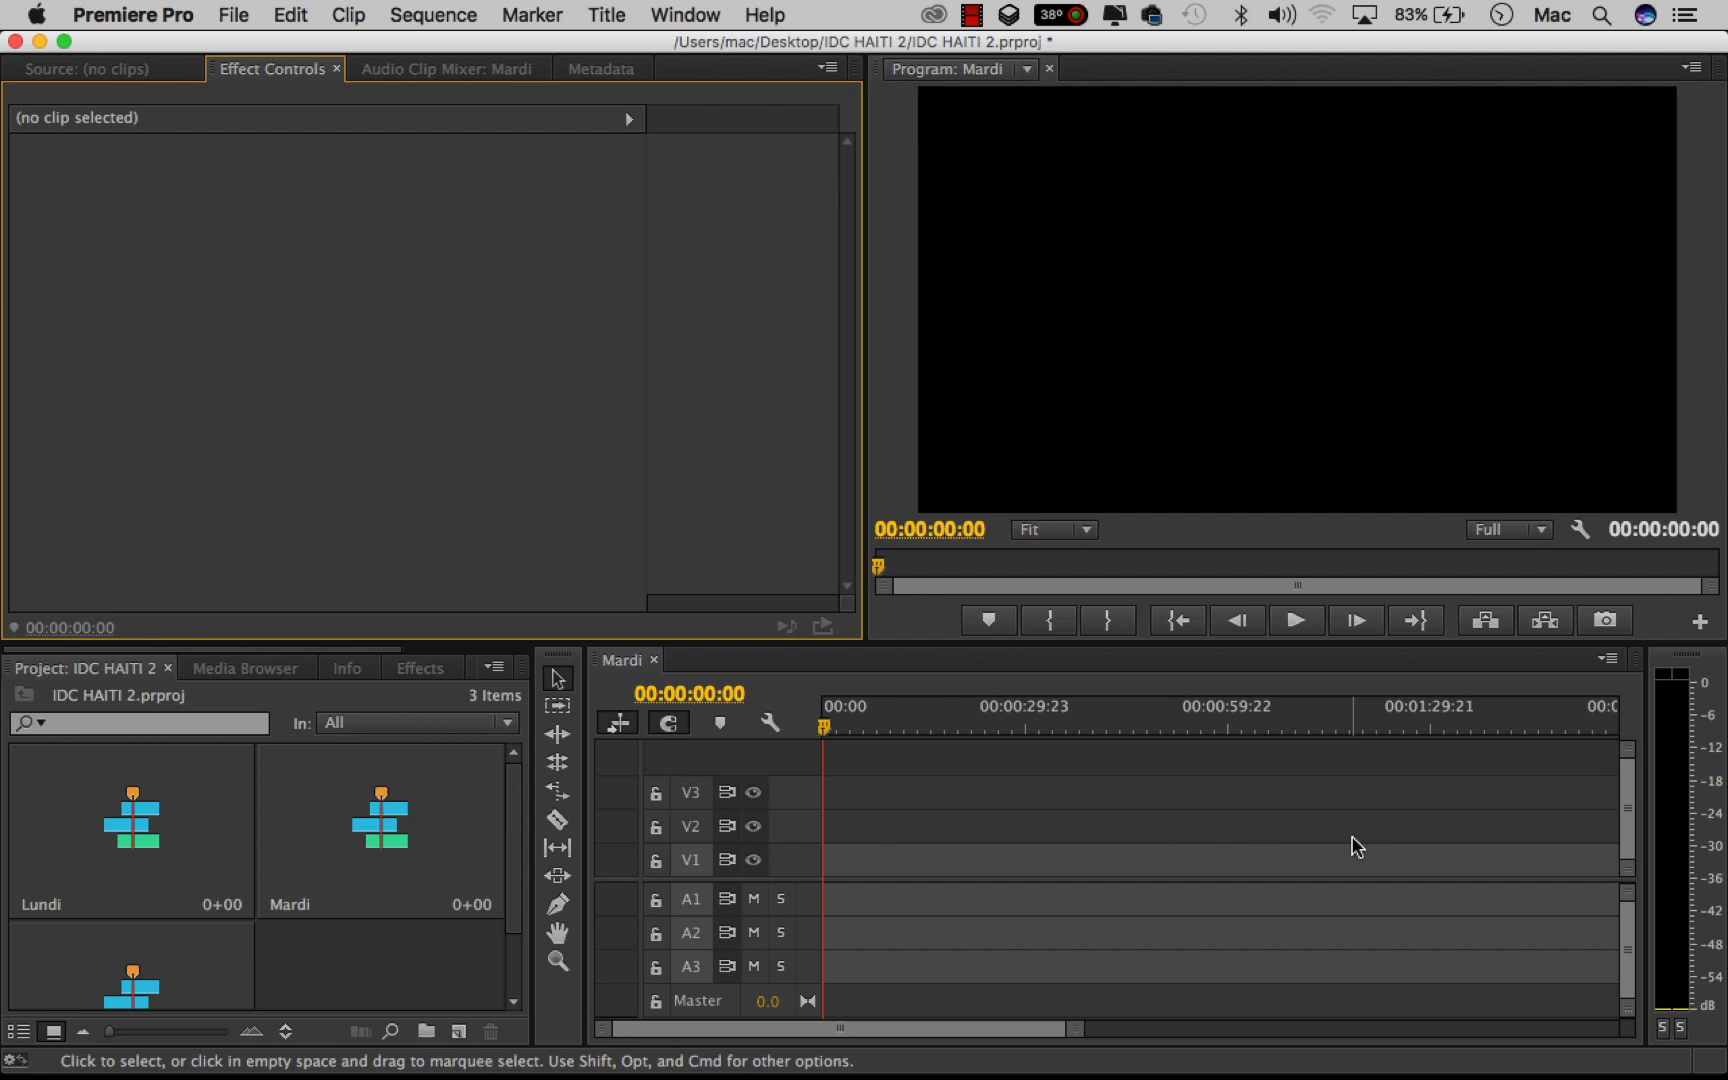 Premiere Pro File Edit Clip Sequence Marker Title Window Help 38° 83% Mac
/Users/mac/Desktop/IDC HAITI 2/IDC HAITI 2.prproj *
Source: (no clips) Effect Controls × Audio Clip Mixer: Mardi Metadata
Program: Mardi ×
(no clip selected)
00:00:00:00 Fit Full 00:00:00:00
00:00:00:00
Project: IDC HAITI 2 × Media Browser Info Effects
IDC HAITI 2.prproj 3 Items
In: All
Lundi 0+00
Mardi 0+00
Mardi ×
00:00:00:00
00:00 00:00:29:23 00:00:59:22 00:01:29:21 00:0
V3
V2
V1
A1 M S
A2 M S
A3 M S
Master 0.0
0
-6
-12
-18
-24
-30
-36
-42
-48
-54
dB
S S
Click to select, or click in empty space and drag to marquee select. Use Shift, Opt, and Cmd for other options.